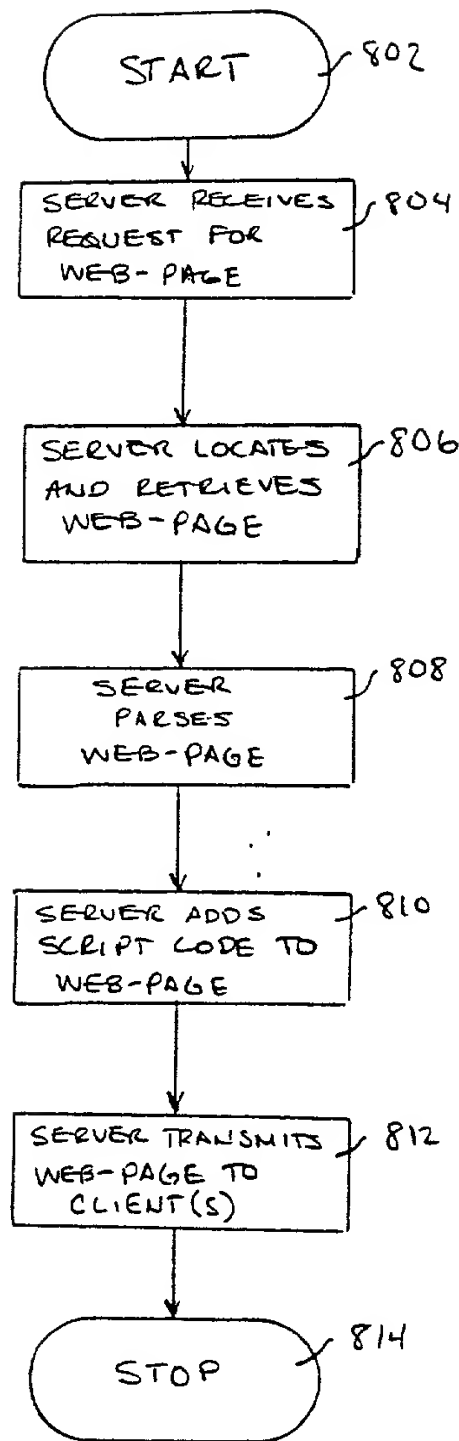 START
802
SERVER RECEIVES
REQUEST FOR
WEB-PAGE
804
SERVER LOCATES
AND RETRIEVES
WEB-PAGE
806
SERVER
PARSES
WEB-PAGE
808
SERVER ADDS
SCRIPT CODE TO
WEB-PAGE
810
SERVER TRANSMITS
WEB-PAGE TO
CLIENT(S)
812
STOP
814